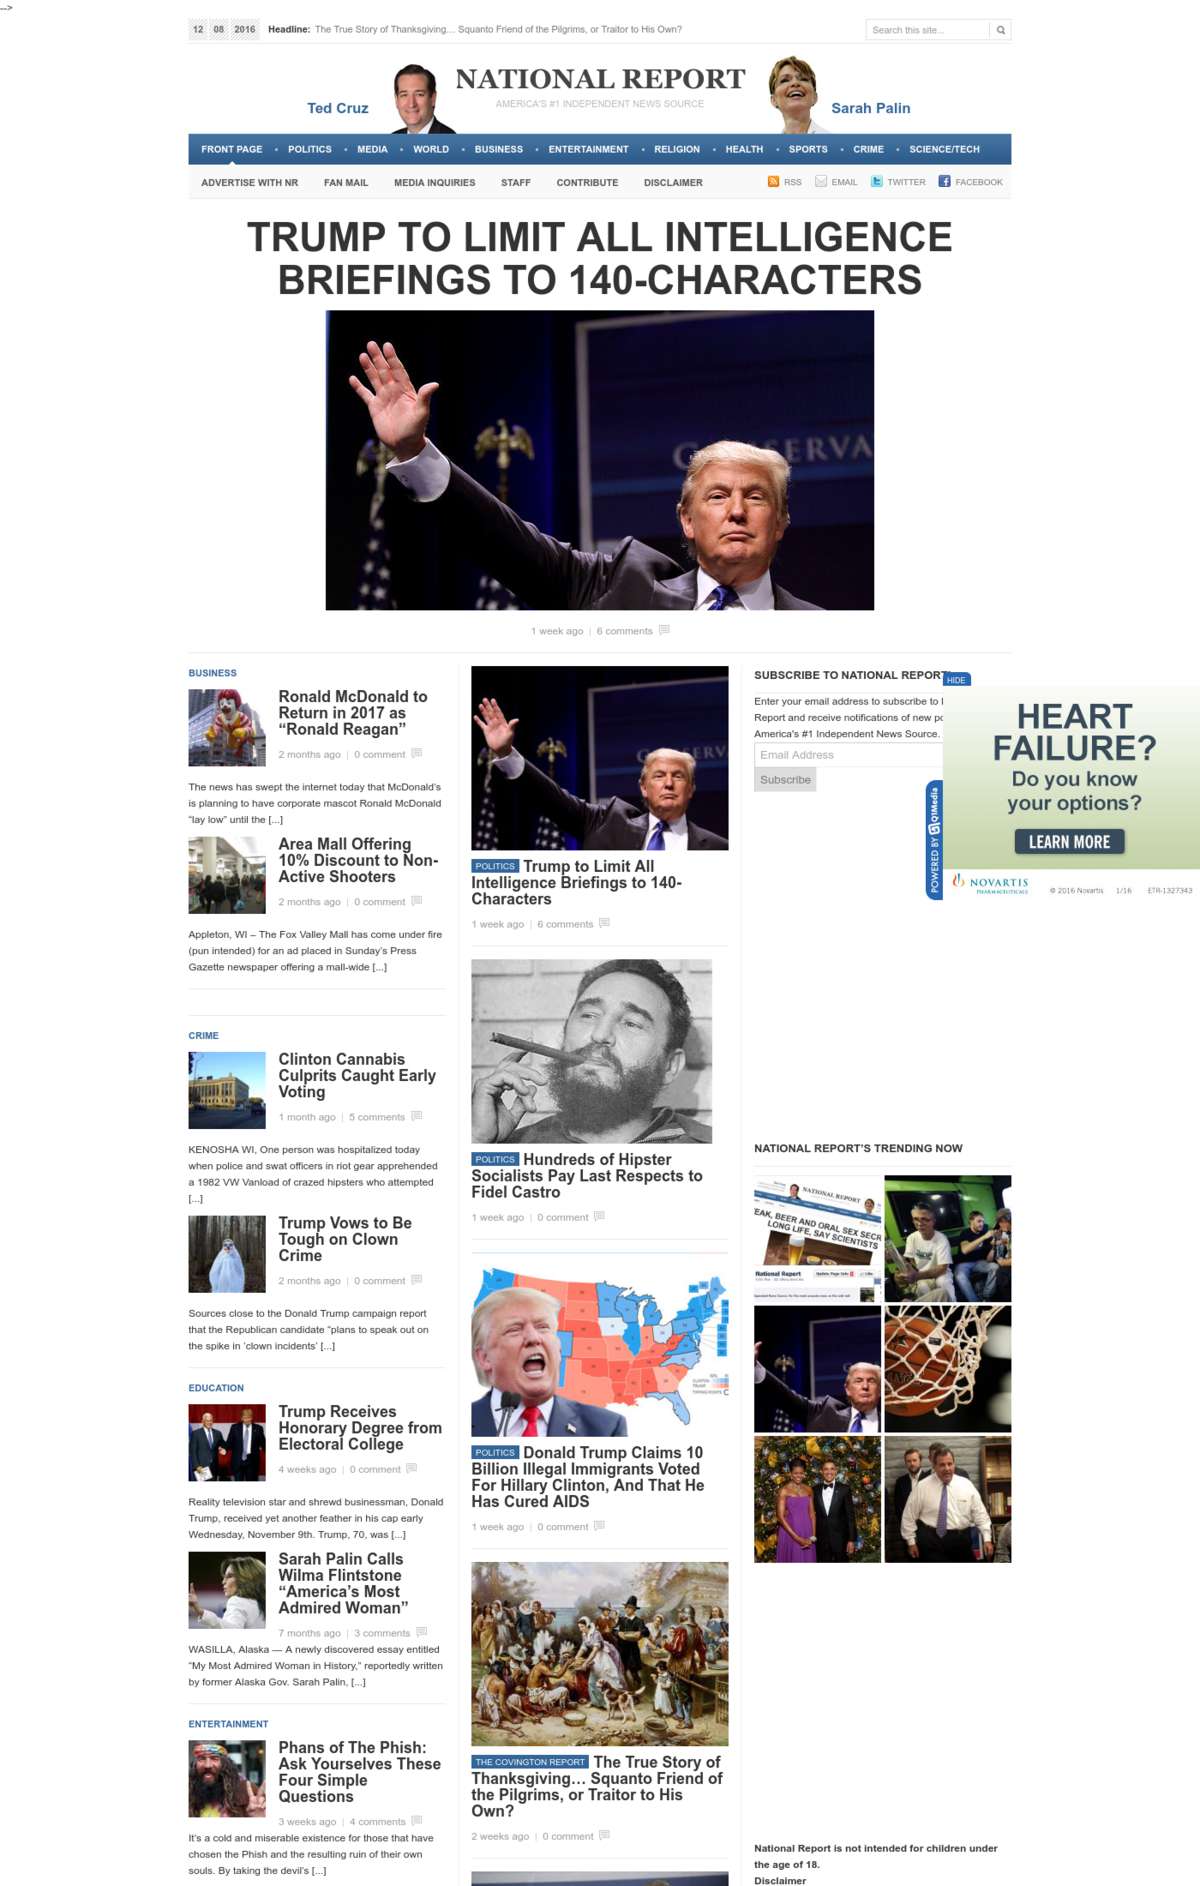 -->
12 08 2016 Headline: The True Story of Thanksgiving… Squanto Friend of the Pilgrims, or Traitor to His Own?
Search this site...
Ted Cruz
NATIONAL REPORT
AMERICA'S #1 INDEPENDENT NEWS SOURCE
Sarah Palin
FRONT PAGE • POLITICS • MEDIA • WORLD • BUSINESS • ENTERTAINMENT • RELIGION • HEALTH • SPORTS • CRIME • SCIENCE/TECH
ADVERTISE WITH NR FAN MAIL MEDIA INQUIRIES STAFF CONTRIBUTE DISCLAIMER RSS EMAIL TWITTER FACEBOOK
TRUMP TO LIMIT ALL INTELLIGENCE
BRIEFINGS TO 140-CHARACTERS
1 week ago | 6 comments
BUSINESS
Ronald McDonald to
Return in 2017 as
“Ronald Reagan”
2 months ago | 0 comment
The news has swept the internet today that McDonald’s
is planning to have corporate mascot Ronald McDonald
“lay low” until the [...]
Area Mall Offering
10% Discount to Non-
Active Shooters
2 months ago | 0 comment
Appleton, WI – The Fox Valley Mall has come under fire
(pun intended) for an ad placed in Sunday’s Press
Gazette newspaper offering a mall-wide [...]
CRIME
Clinton Cannabis
Culprits Caught Early
Voting
1 month ago | 5 comments
KENOSHA WI, One person was hospitalized today
when police and swat officers in riot gear apprehended
a 1982 VW Vanload of crazed hipsters who attempted
[...]
Trump Vows to Be
Tough on Clown
Crime
2 months ago | 0 comment
Sources close to the Donald Trump campaign report
that the Republican candidate “plans to speak out on
the spike in ‘clown incidents’ [...]
EDUCATION
Trump Receives
Honorary Degree from
Electoral College
4 weeks ago | 0 comment
Reality television star and shrewd businessman, Donald
Trump, received yet another feather in his cap early
Wednesday, November 9th. Trump, 70, was [...]
Sarah Palin Calls
Wilma Flintstone
“America’s Most
Admired Woman”
7 months ago | 3 comments
WASILLA, Alaska — A newly discovered essay entitled
“My Most Admired Woman in History,” reportedly written
by former Alaska Gov. Sarah Palin, [...]
ENTERTAINMENT
Phans of The Phish:
Ask Yourselves These
Four Simple
Questions
3 weeks ago | 4 comments
It’s a cold and miserable existence for those that have
chosen the Phish and the resulting ruin of their own
souls. By taking the devil’s [...]
POLITICS Trump to Limit All
Intelligence Briefings to 140-
Characters
1 week ago | 6 comments
POLITICS Hundreds of Hipster
Socialists Pay Last Respects to
Fidel Castro
1 week ago | 0 comment
POLITICS Donald Trump Claims 10
Billion Illegal Immigrants Voted
For Hillary Clinton, And That He
Has Cured AIDS
1 week ago | 0 comment
THE COVINGTON REPORT The True Story of
Thanksgiving… Squanto Friend of
the Pilgrims, or Traitor to His
Own?
2 weeks ago | 0 comment
SUBSCRIBE TO NATIONAL REPORT
Enter your email address to subscribe to
Report and receive notifications of new
America's #1 Independent News Source.
Email Address
Subscribe
HIDE
HEART
FAILURE?
Do you know
your options?
LEARN MORE
POWERED BY Q1Media
NOVARTIS
PHARMACEUTICALS
© 2016 Novartis 1/16 ETR-1327343
NATIONAL REPORT’S TRENDING NOW
NATIONAL REPORT
BEER AND ORAL SEX
LONG LIFE, SAY SCIENTISTS
National Report
National Report is not intended for children under
the age of 18.
Disclaimer